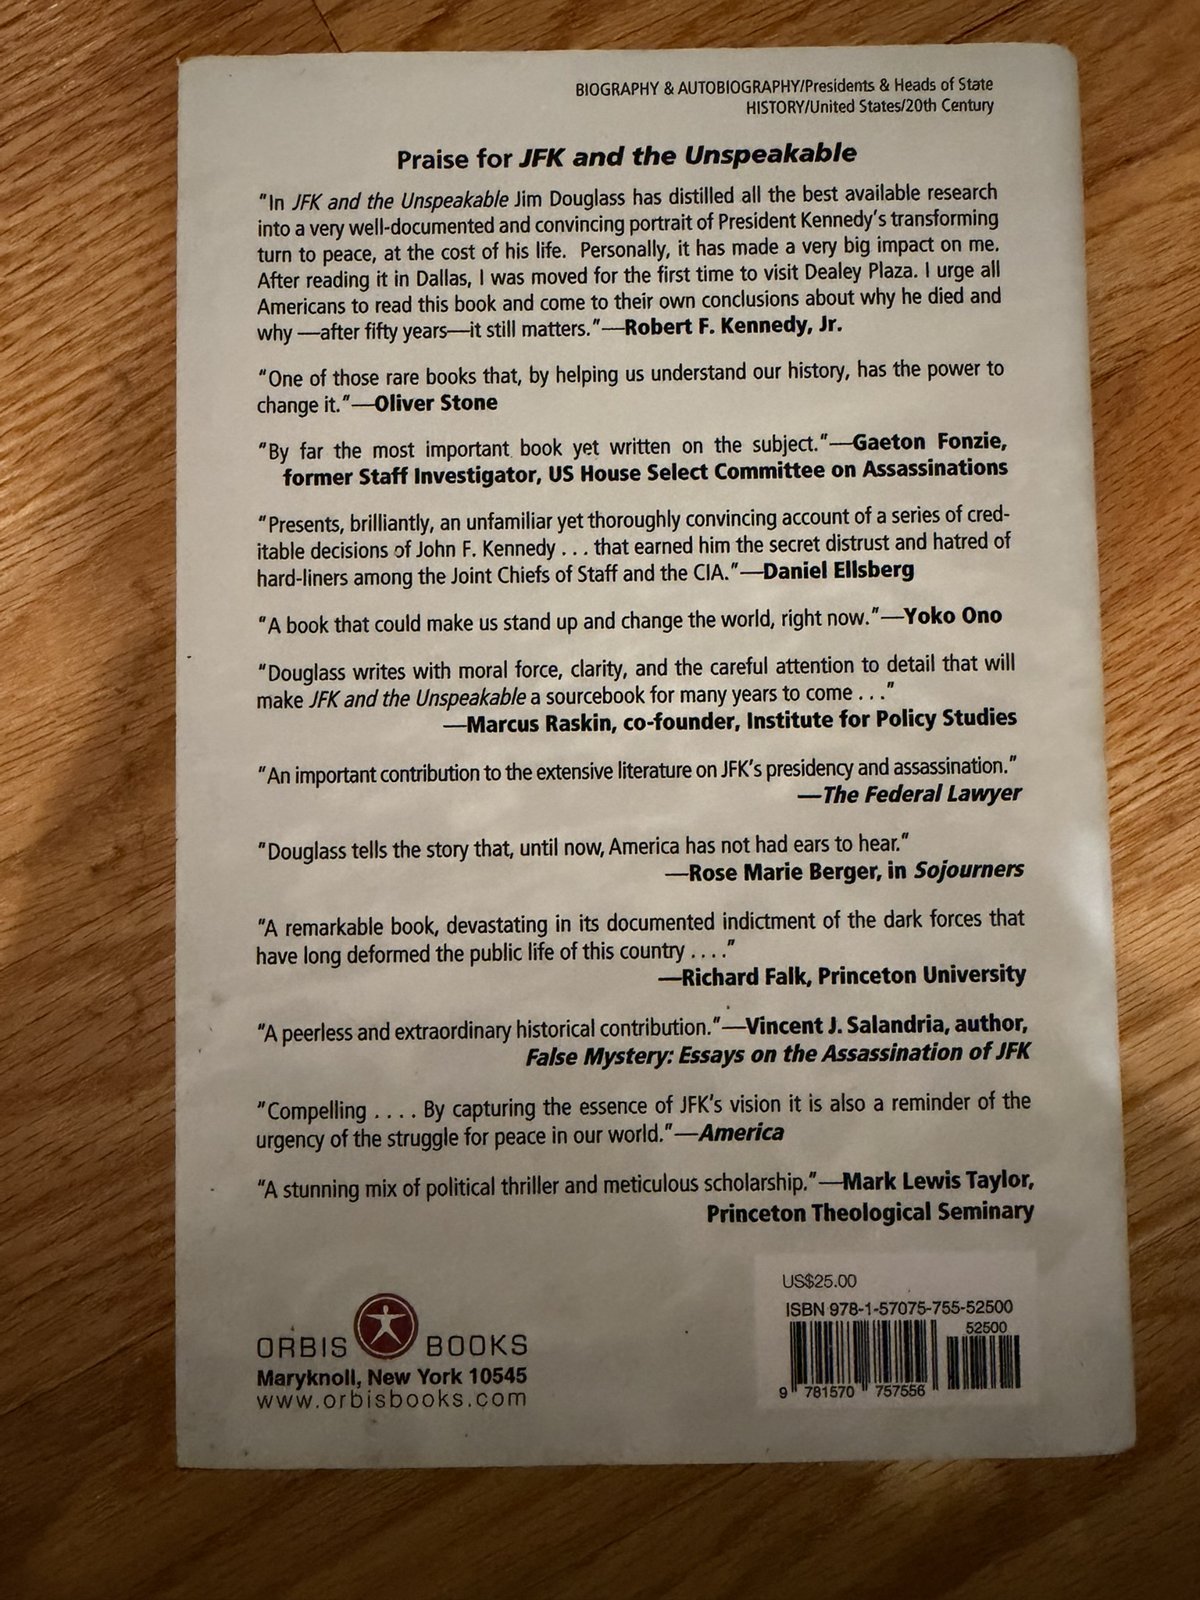 BIOGRAPHY & AUTOBIOGRAPHY/Presidents & Heads of State
HISTORY/United States/20th Century
Praise for JFK and the Unspeakable
"In JFK and the Unspeakable Jim Douglass has distilled all the best available research
into a very well-documented and convincing portrait of President Kennedy's transforming
turn to peace, at the cost of his life. Personally, it has made a very big impact on me.
After reading it in Dallas, I was moved for the first time to visit Dealey Plaza. I urge all
Americans to read this book and come to their own conclusions about why he died and
why —after fifty years—it still matters."—Robert F. Kennedy, Jr.
"One of those rare books that, by helping us understand our history, has the power to
change it."—Oliver Stone
"By far the most important book yet written on the subject."—Gaeton Fonzie,
former Staff Investigator, US House Select Committee on Assassinations
"Presents, brilliantly, an unfamiliar yet thoroughly convincing account of a series of cred-
itable decisions of John F. Kennedy . . . that earned him the secret distrust and hatred of
hard-liners among the Joint Chiefs of Staff and the CIA."—Daniel Ellsberg
"A book that could make us stand up and change the world, right now."—Yoko Ono
"Douglass writes with moral force, clarity, and the careful attention to detail that will
make JFK and the Unspeakable a sourcebook for many years to come . . ."
—Marcus Raskin, co-founder, Institute for Policy Studies
"An important contribution to the extensive literature on JFK's presidency and assassination."
—The Federal Lawyer
"Douglass tells the story that, until now, America has not had ears to hear."
—Rose Marie Berger, in Sojourners
"A remarkable book, devastating in its documented indictment of the dark forces that
have long deformed the public life of this country . . . ."
—Richard Falk, Princeton University
"A peerless and extraordinary historical contribution."—Vincent J. Salandria, author,
False Mystery: Essays on the Assassination of JFK
"Compelling . . . . By capturing the essence of JFK's vision it is also a reminder of the
urgency of the struggle for peace in our world."—America
"A stunning mix of political thriller and meticulous scholarship."—Mark Lewis Taylor,
Princeton Theological Seminary
ORBIS BOOKS
Maryknoll, New York 10545
www.orbisbooks.com
US$25.00
ISBN 978-1-57075-755-52500
52500
9 781570 757556